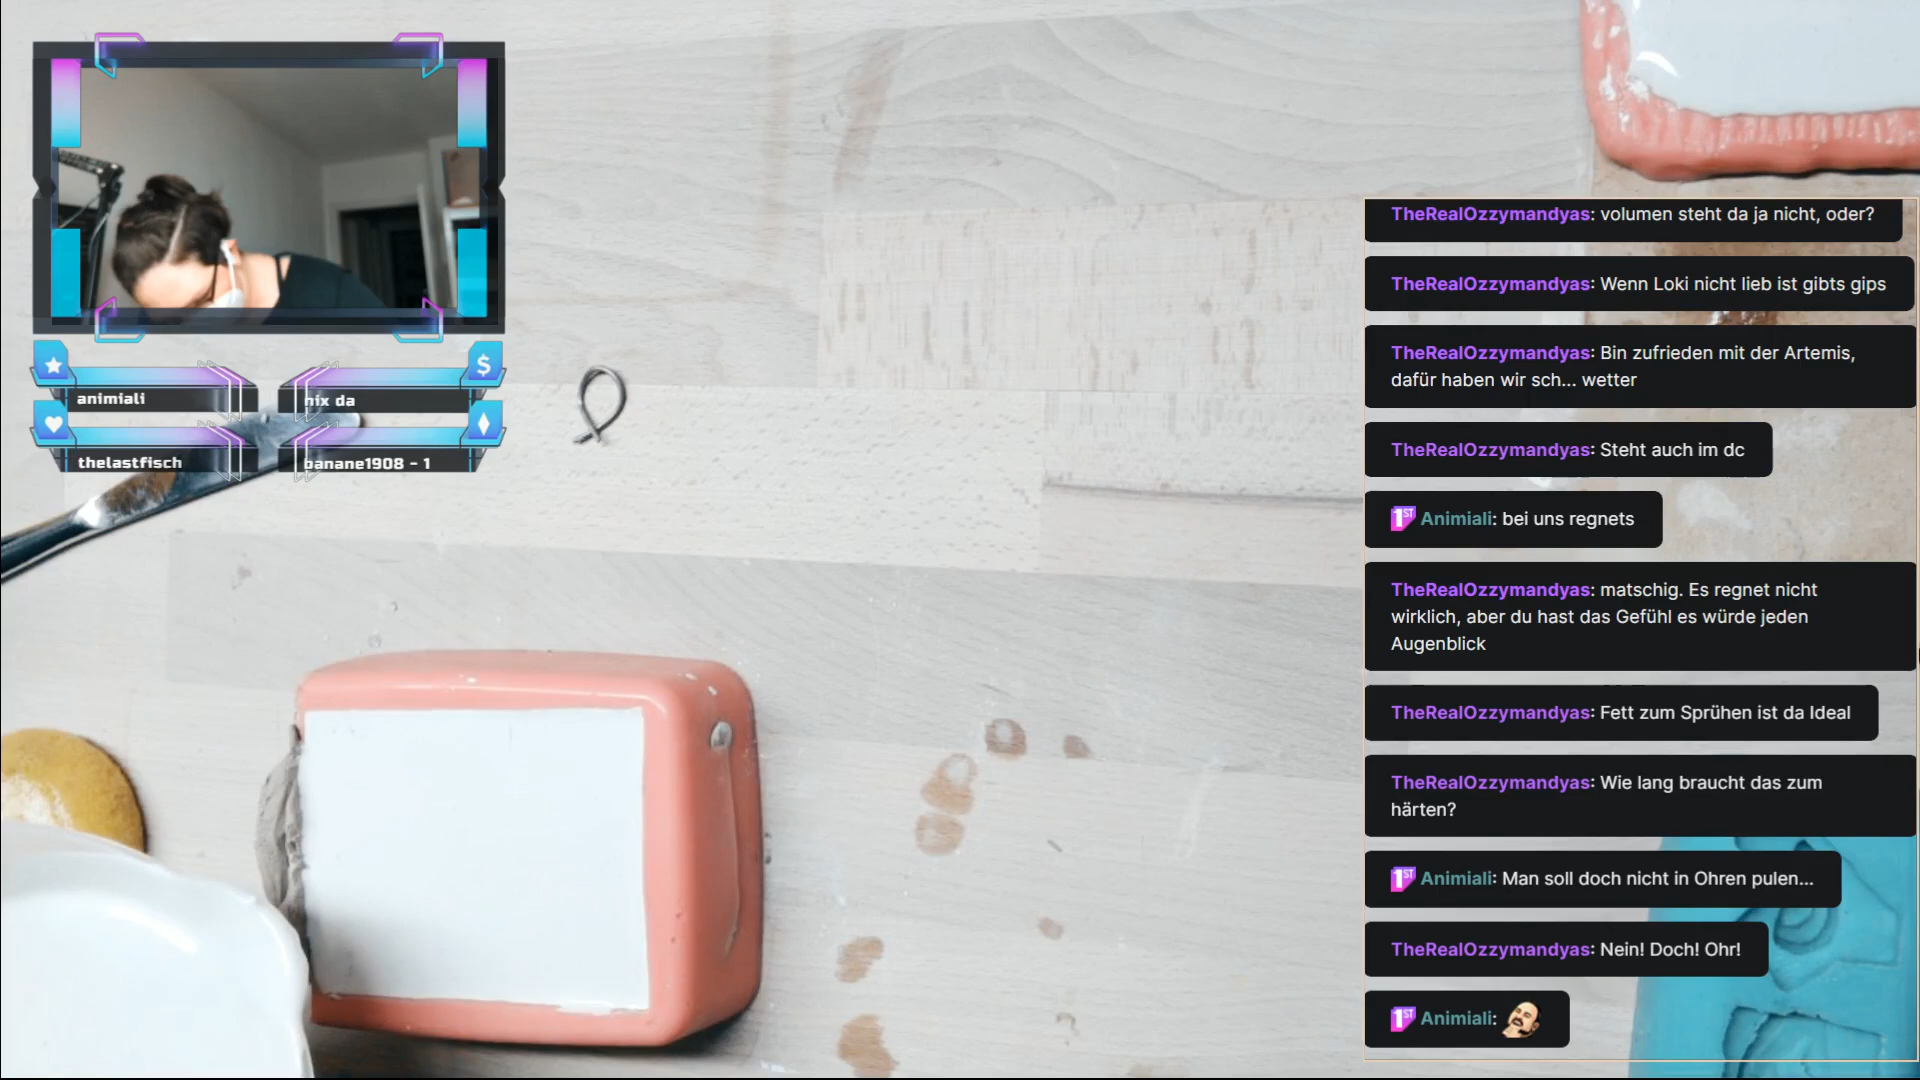 animiali
nix da
thelastfisch
banane1908 - 1
TheRealOzzymandyas: volumen steht da ja nicht, oder?
TheRealOzzymandyas: Wenn Loki nicht lieb ist gibts gips
TheRealOzzymandyas: Bin zufrieden mit der Artemis,
dafür haben wir sch... wetter
TheRealOzzymandyas: Steht auch im dc
1ST Animiali: bei uns regnets
TheRealOzzymandyas: matschig. Es regnet nicht
wirklich, aber du hast das Gefühl es würde jeden
Augenblick
TheRealOzzymandyas: Fett zum Sprühen ist da Ideal
TheRealOzzymandyas: Wie lang braucht das zum
härten?
1ST Animiali: Man soll doch nicht in Ohren pulen...
TheRealOzzymandyas: Nein! Doch! Ohr!
1ST Animiali: